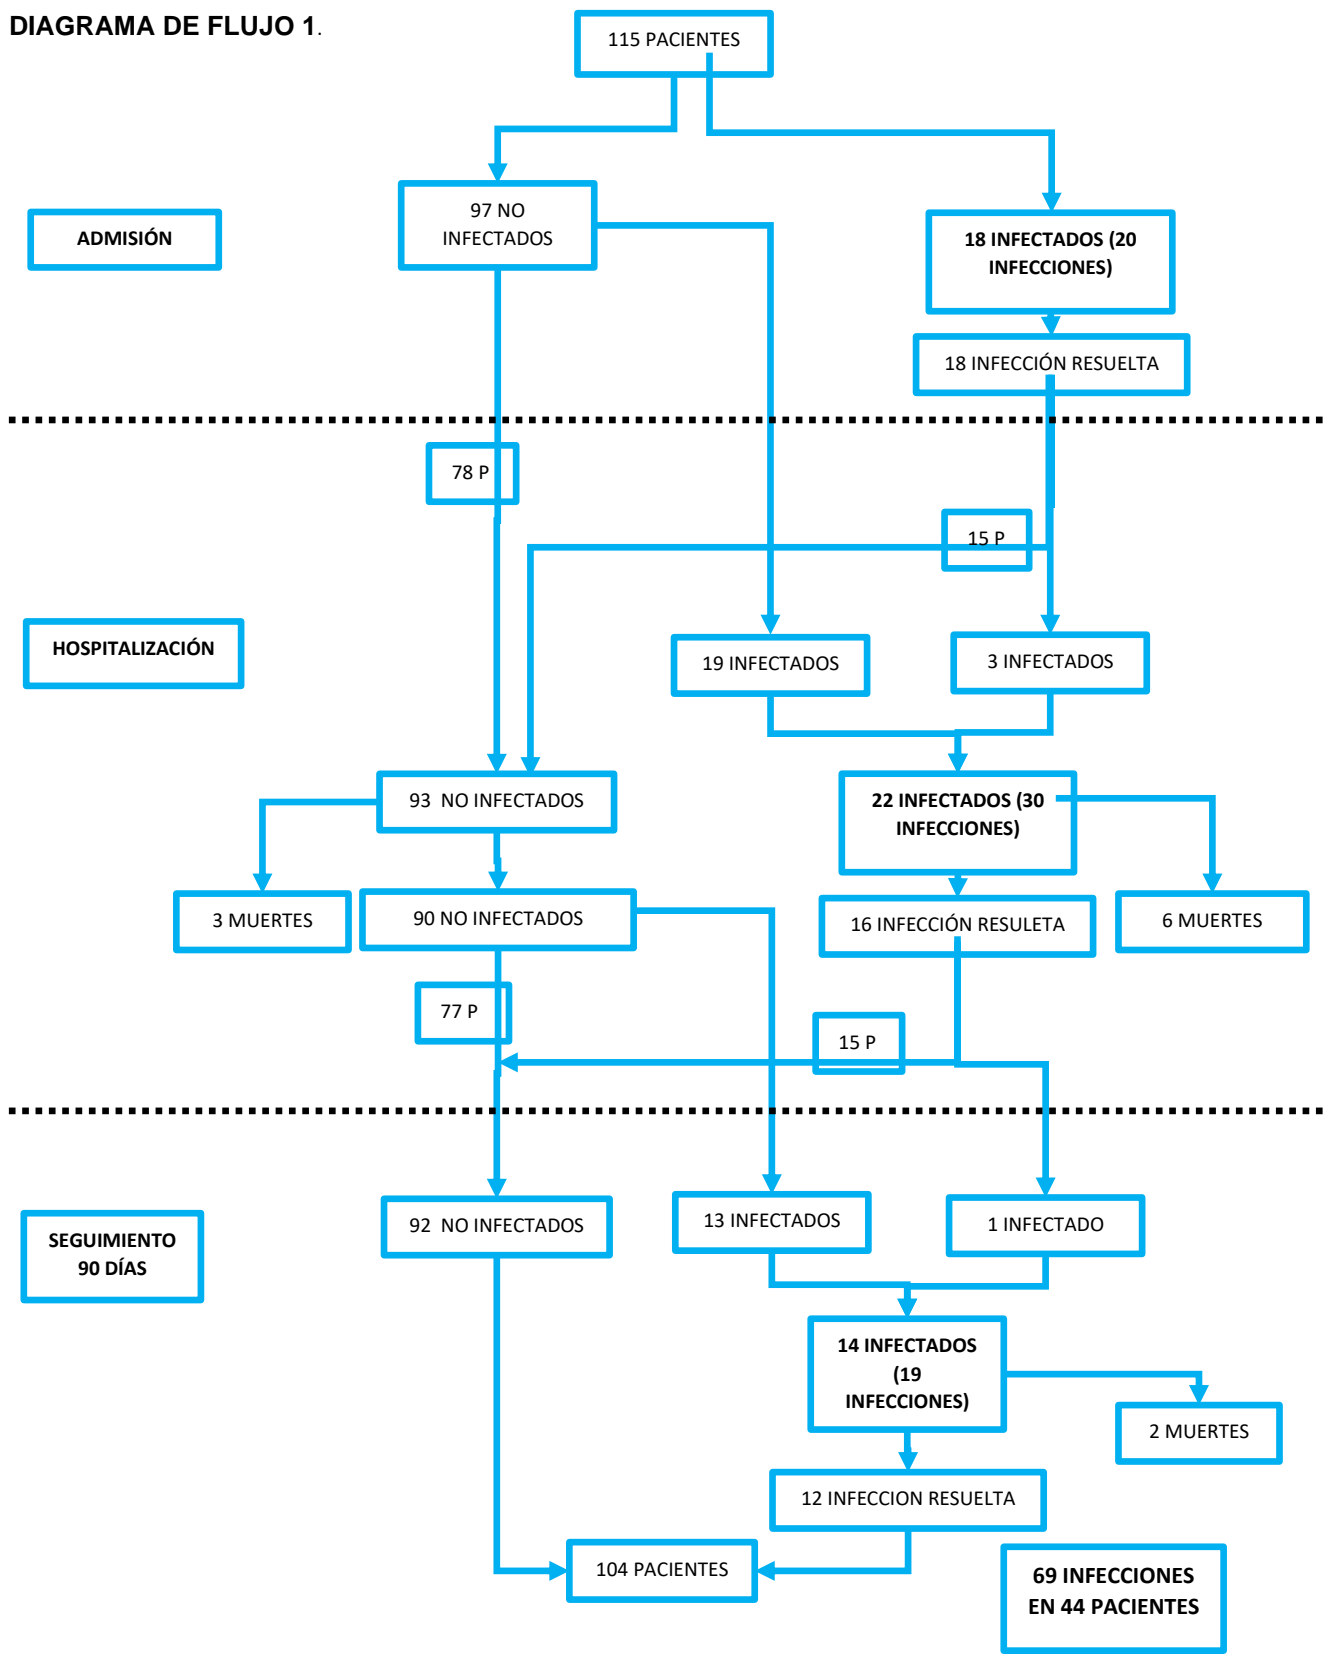 DIAGRAMA DE FLUJO 1.
115 PACIENTES
97 NO
INFECTADOS
ADMISIÓN
18 INFECTADOS (20
INFECCIONES)
18 INFECCIÓN RESUELTA
78 P
15 P
HOSPITALIZACIÓN
19 INFECTADOS
3 INFECTADOS
93 NO INFECTADOS
22 INFECTADOS (30
INFECCIONES)
3 MUERTES
90 NO INFECTADOS
16 INFECCIÓN RESULETA
6 MUERTES
77 P
15 P
SEGUIMIENTO
90 DÍAS
92 NO INFECTADOS
13 INFECTADOS
1 INFECTADO
14 INFECTADOS
(19
INFECCIONES)
2 MUERTES
12 INFECCION RESUELTA
104 PACIENTES
69 INFECCIONES
EN 44 PACIENTES